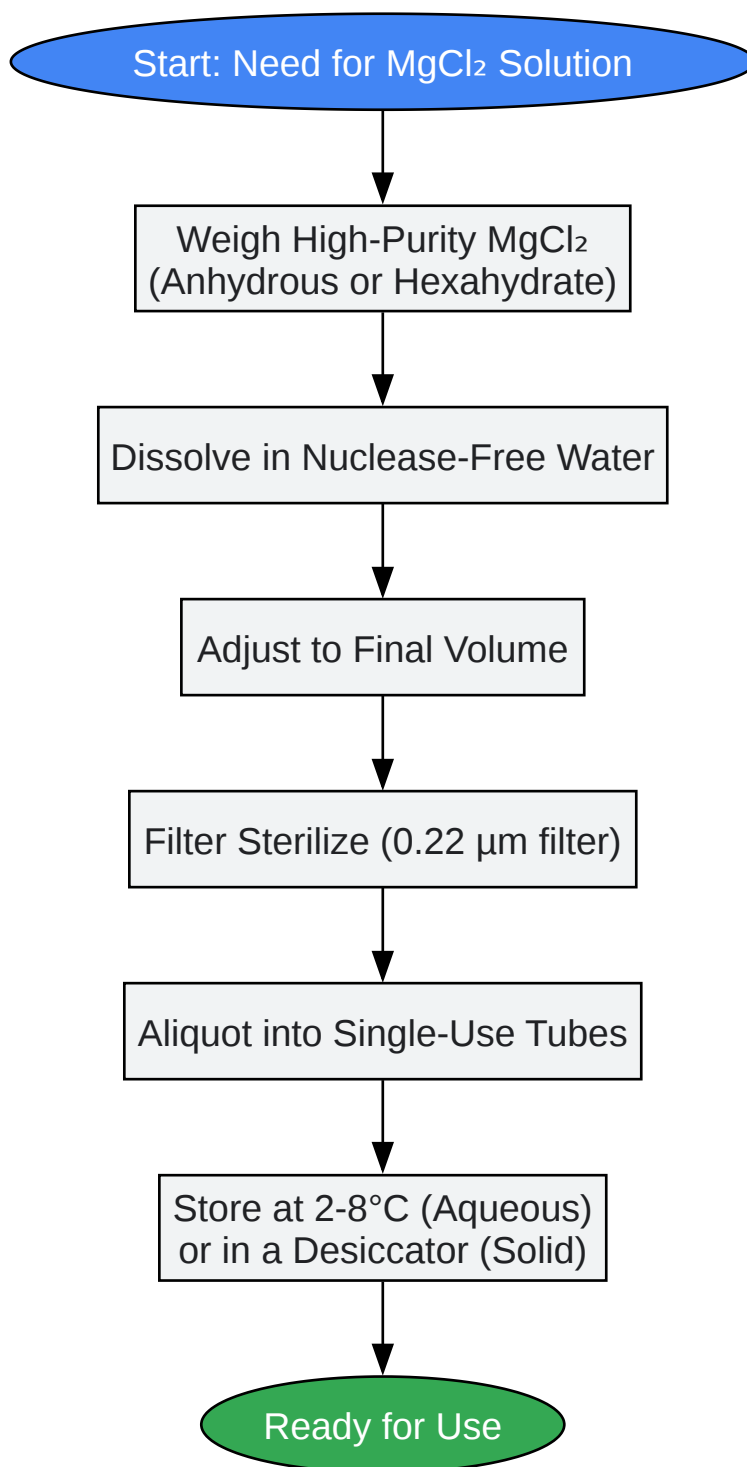 Start: Need for MgCl₂ Solution
Weigh High-Purity MgCl₂
(Anhydrous or Hexahydrate)
Dissolve in Nuclease-Free Water
Adjust to Final Volume
Filter Sterilize (0.22 µm filter)
Aliquot into Single-Use Tubes
Store at 2-8°C (Aqueous)
or in a Desiccator (Solid)
Ready for Use